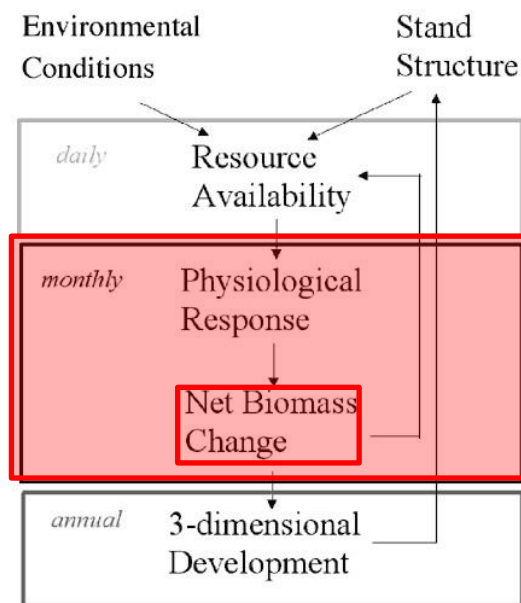 Environmental
Conditions
Stand
Structure
daily
Resource
Availability
monthly
Physiological
Response
Net Biomass
Change
annual
3-dimensional
Development